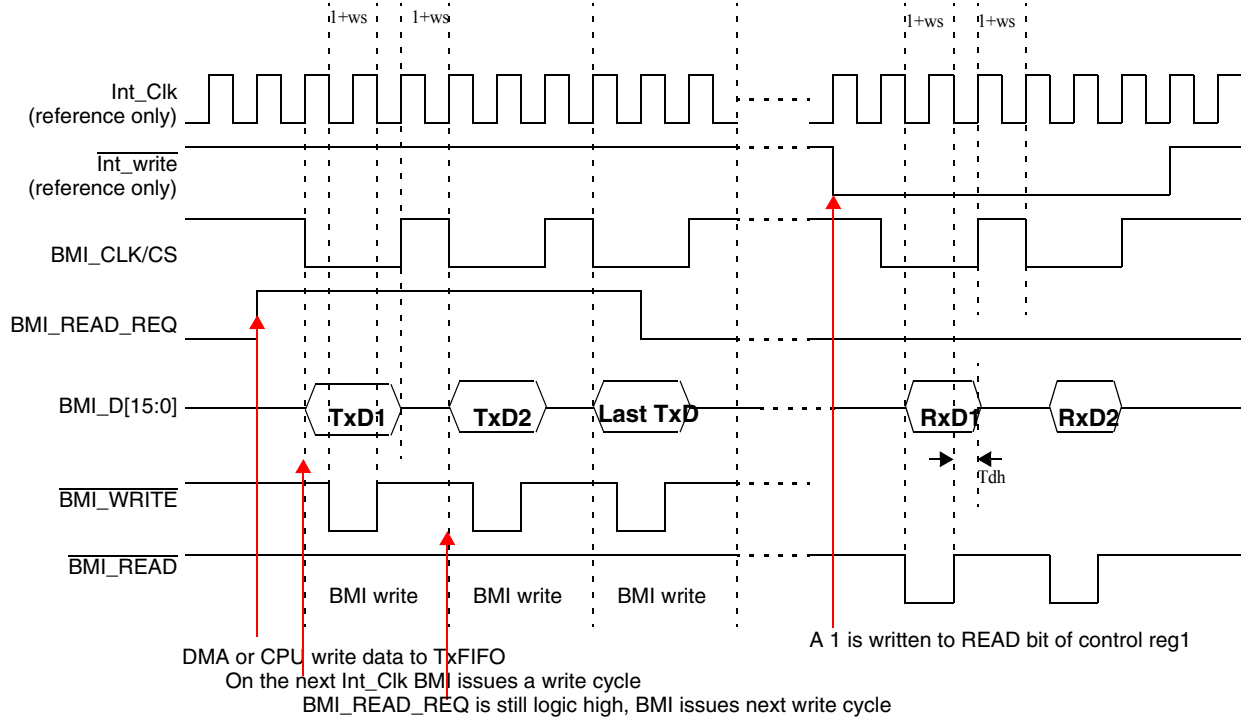 1+ws 1+ws 1+ws 1+ws
Int_Clk
(reference only)
Int_write
(reference only)
BMI_CLK/CS
BMI_READ_REQ
BMI_D[15:0] TxD1 TxD2 Last TxD RxD1 RxD2
Tdh
BMI_WRITE
BMI_READ
BMI write BMI write BMI write
A 1 is written to READ bit of control reg1
DMA or CPU write data to TxFIFO
On the next Int_Clk BMI issues a write cycle
BMI_READ_REQ is still logic high, BMI issues next write cycle